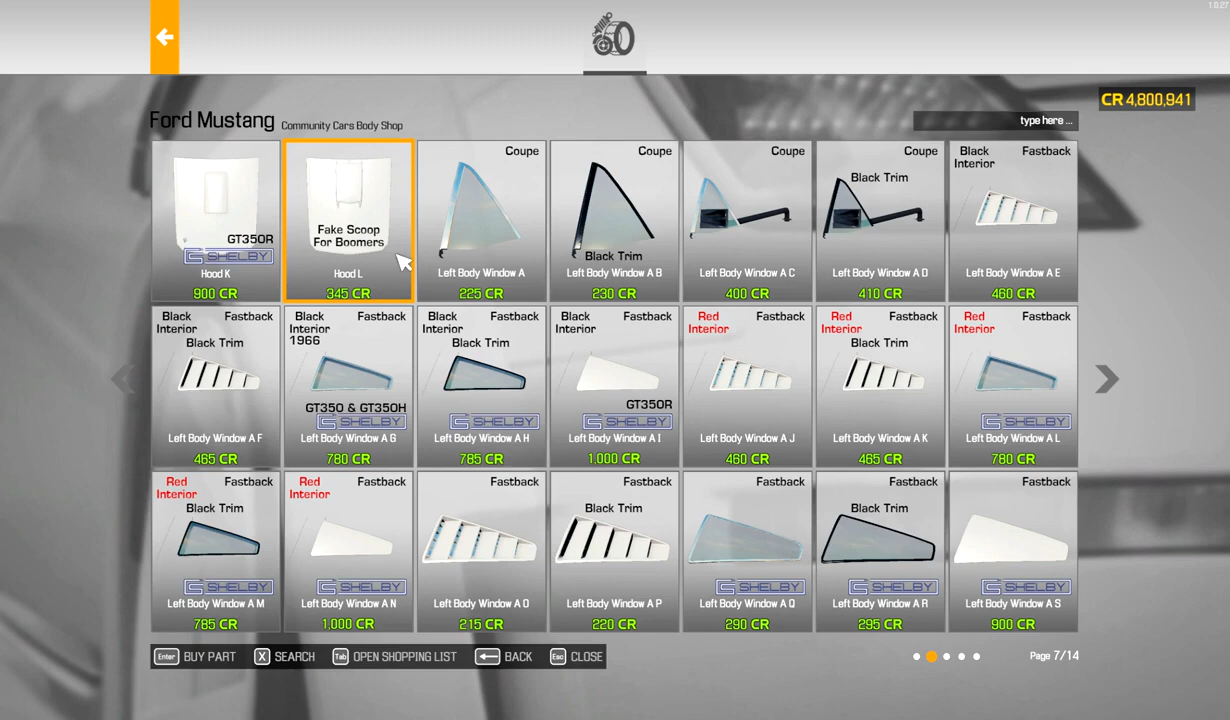 1.0.27
CR 4,800,941
Ford Mustang Community Cars Body Shop
type here ...
GT350R
SHELBY
Hood K
900 CR
Fake Scoop
For Boomers
Hood L
345 CR
Coupe
Left Body Window A
225 CR
Coupe
Black Trim
Left Body Window A B
230 CR
Coupe
Left Body Window A C
400 CR
Coupe
Black Trim
Left Body Window A D
410 CR
Black Fastback
Interior
Left Body Window A E
460 CR
Black Fastback
Interior
Black Trim
Left Body Window A F
465 CR
Black Fastback
Interior
1966
GT350 & GT350H
SHELBY
Left Body Window A G
780 CR
Black Fastback
Interior
Black Trim
SHELBY
Left Body Window A H
785 CR
Black Fastback
Interior
GT350R
SHELBY
Left Body Window A I
1,000 CR
Red Fastback
Interior
Left Body Window A J
460 CR
Red Fastback
Interior
Black Trim
Left Body Window A K
465 CR
Red Fastback
Interior
SHELBY
Left Body Window A L
780 CR
Red Fastback
Interior
Black Trim
SHELBY
Left Body Window A M
785 CR
Red Fastback
Interior
SHELBY
Left Body Window A N
1,000 CR
Fastback
Left Body Window A O
215 CR
Fastback
Black Trim
Left Body Window A P
220 CR
Fastback
SHELBY
Left Body Window A Q
290 CR
Fastback
Black Trim
SHELBY
Left Body Window A R
295 CR
Fastback
SHELBY
Left Body Window A S
900 CR
Enter BUY PART X SEARCH Tab OPEN SHOPPING LIST BACK Esc CLOSE
Page 7/14